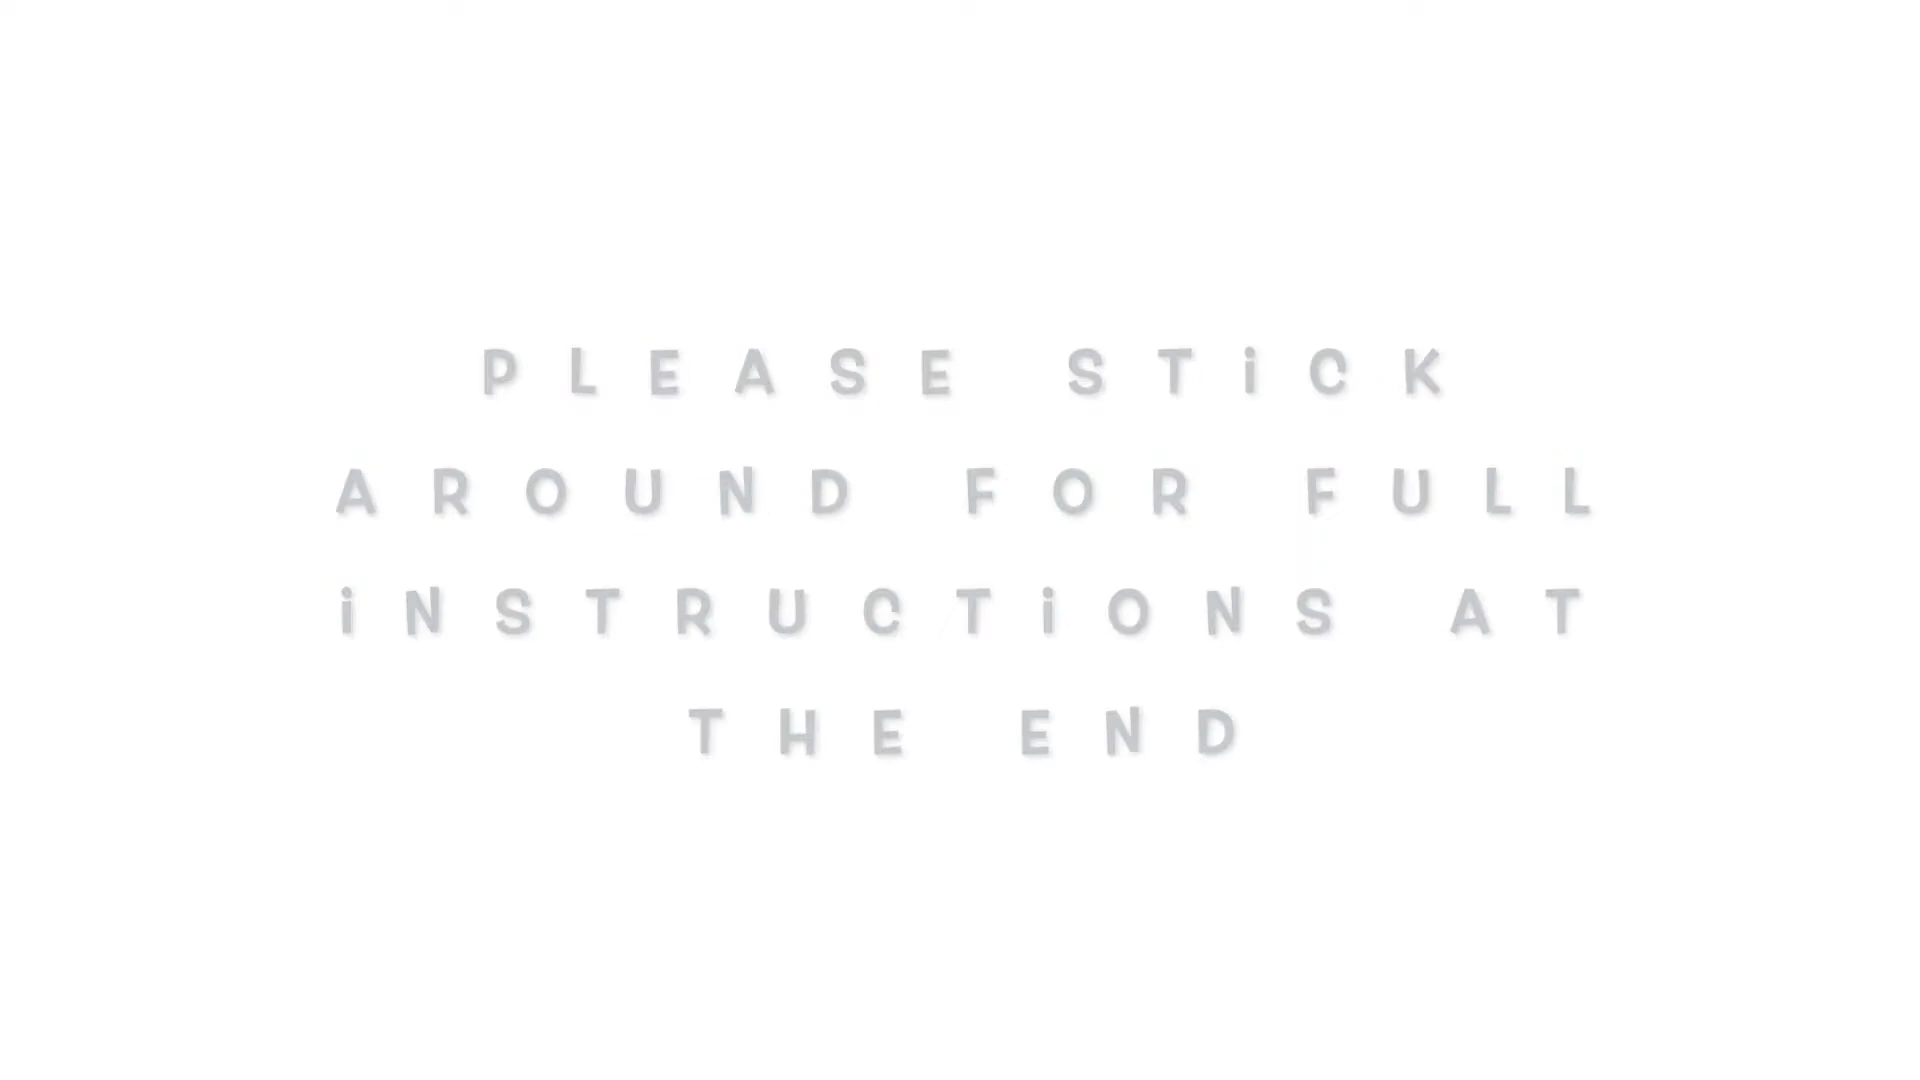 PLEASE STiCK
AROUND FOR FULL
iNSTRUCTiONS AT
THE END